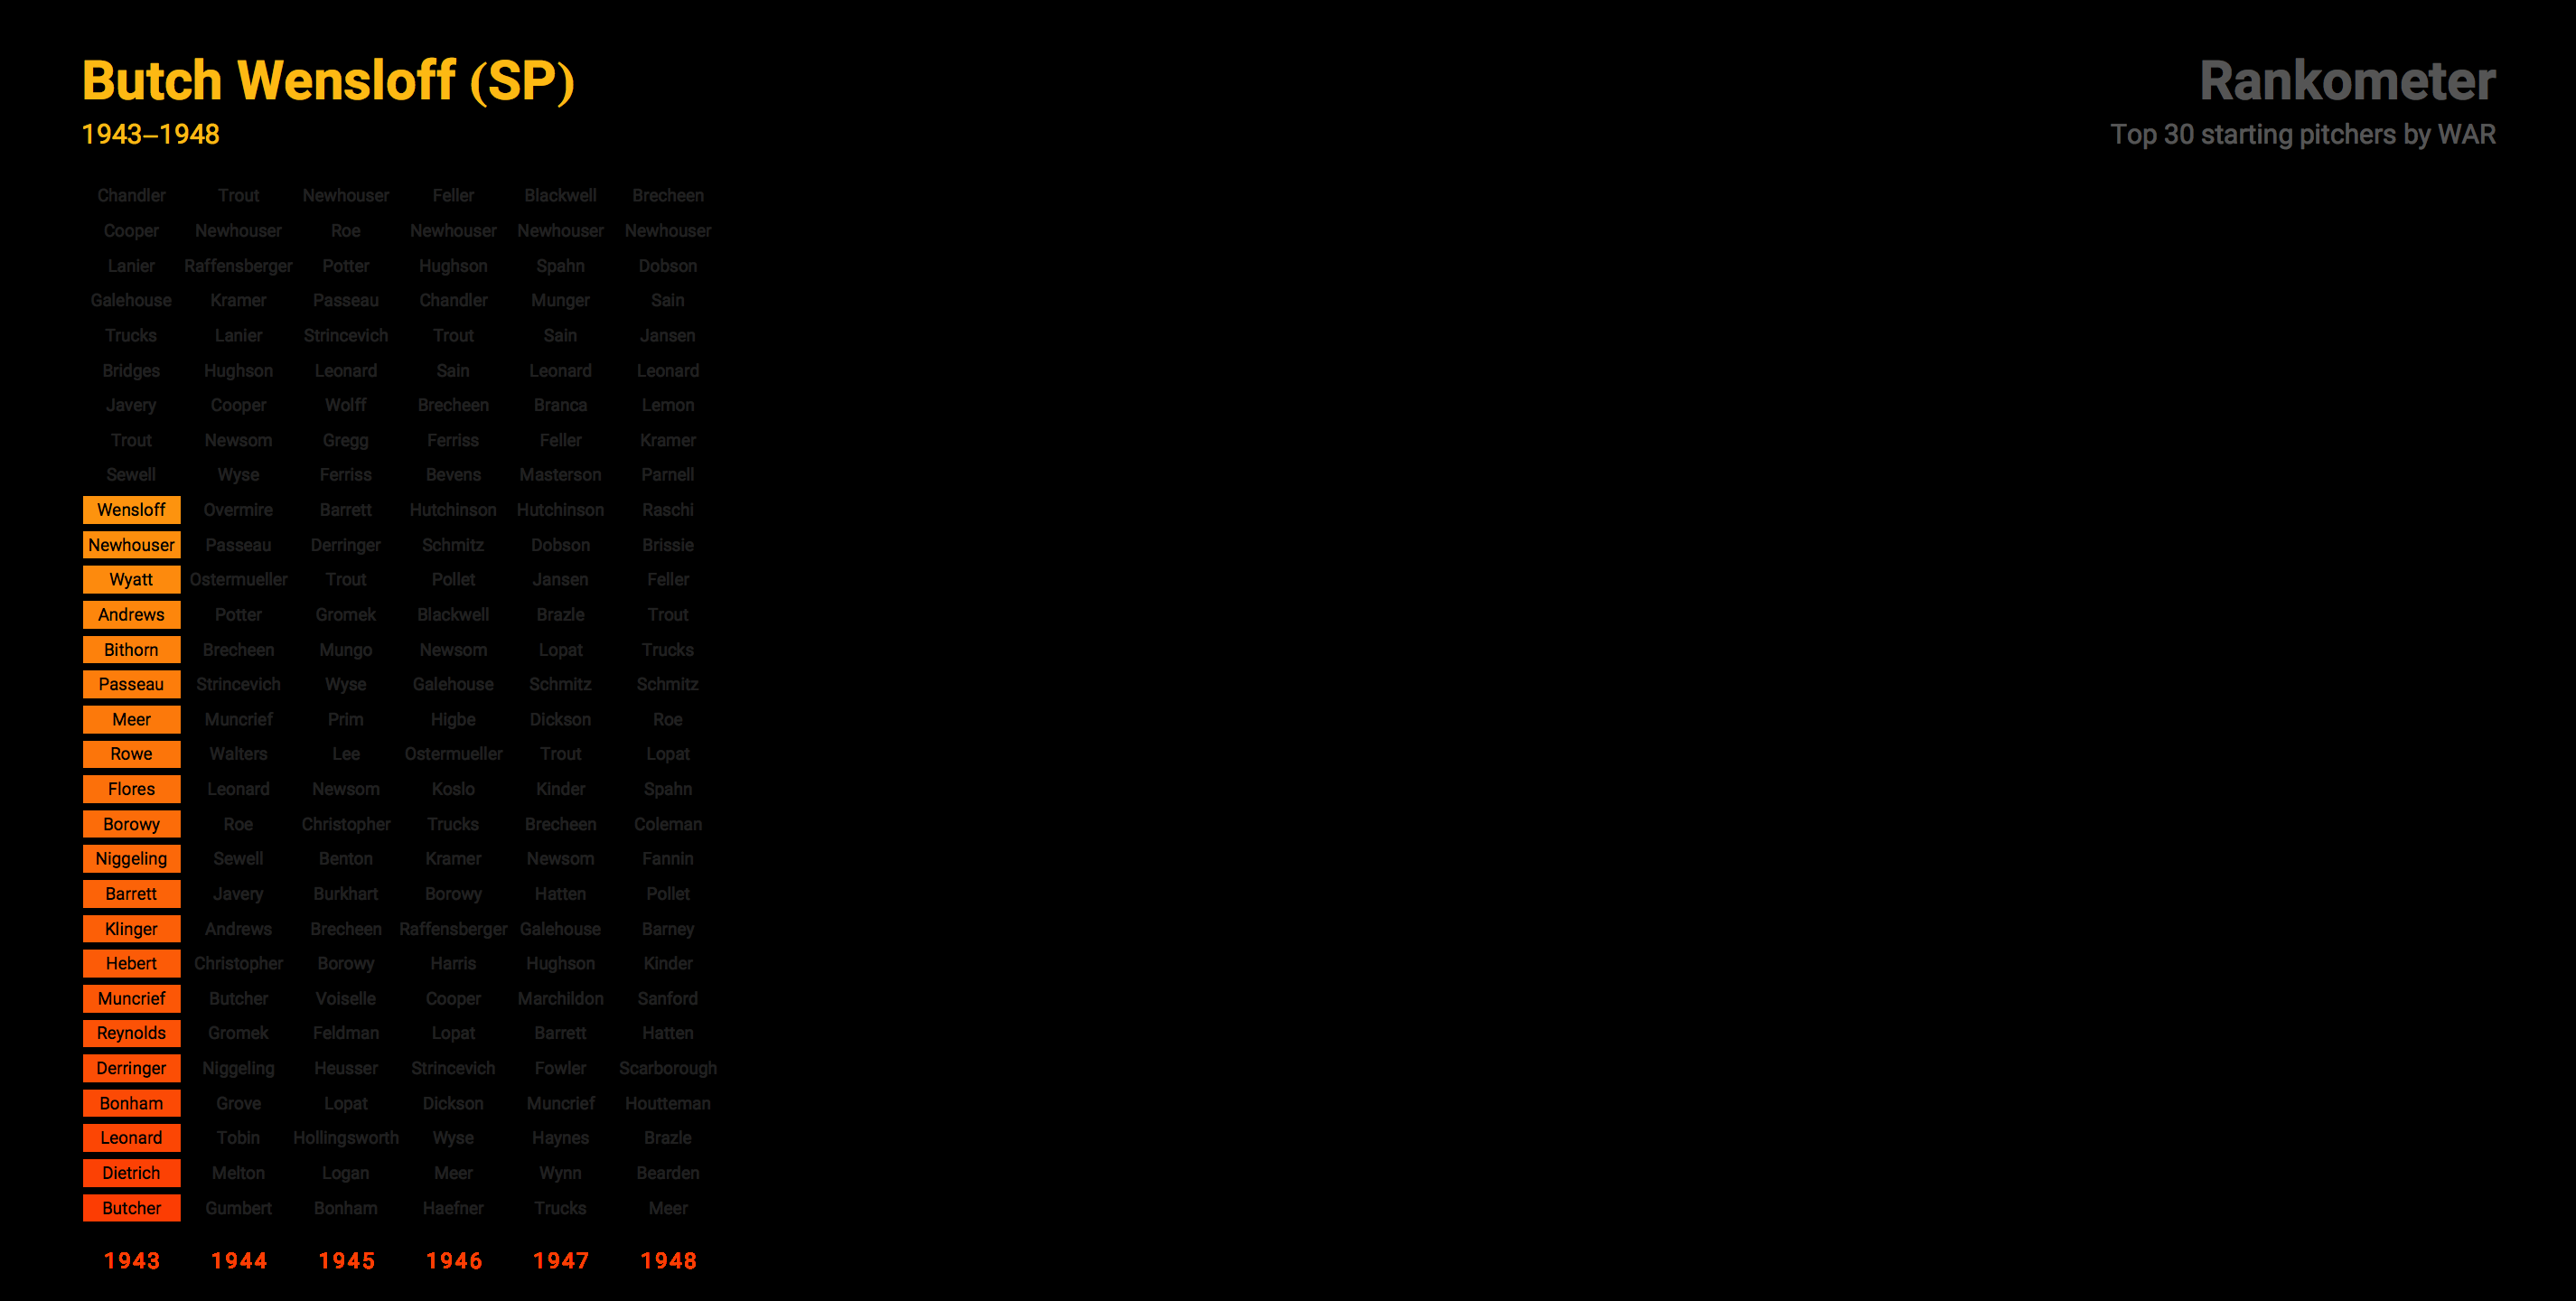 Butch Wensloff (SP)
1943–1948
Rankometer
Top 30 starting pitchers by WAR
Chandler Trout Newhouser Feller Blackwell Brecheen
Cooper Newhouser Roe Newhouser Newhouser Newhouser
Lanier Raffensberger Potter Hughson Spahn Dobson
Galehouse Kramer Passeau Chandler Munger Sain
Trucks Lanier Strincevich Trout Sain Jansen
Bridges Hughson Leonard Sain Leonard Leonard
Javery Cooper Wolff Brecheen Branca Lemon
Trout Newsom Gregg Ferriss Feller Kramer
Sewell Wyse Ferriss Bevens Masterson Parnell
Wensloff Overmire Barrett Hutchinson Hutchinson Raschi
Newhouser Passeau Derringer Schmitz Dobson Brissie
Wyatt Ostermueller Trout Pollet Jansen Feller
Andrews Potter Gromek Blackwell Brazle Trout
Bithorn Brecheen Mungo Newsom Lopat Trucks
Passeau Strincevich Wyse Galehouse Schmitz Schmitz
Meer Muncrief Prim Higbe Dickson Roe
Rowe Walters Lee Ostermueller Trout Lopat
Flores Leonard Newsom Koslo Kinder Spahn
Borowy Roe Christopher Trucks Brecheen Coleman
Niggeling Sewell Benton Kramer Newsom Fannin
Barrett Javery Burkhart Borowy Hatten Pollet
Klinger Andrews Brecheen Raffensberger Galehouse Barney
Hebert Christopher Borowy Harris Hughson Kinder
Muncrief Butcher Voiselle Cooper Marchildon Sanford
Reynolds Gromek Feldman Lopat Barrett Hatten
Derringer Niggeling Heusser Strincevich Fowler Scarborough
Bonham Grove Lopat Dickson Muncrief Houtteman
Leonard Tobin Hollingsworth Wyse Haynes Brazle
Dietrich Melton Logan Meer Wynn Bearden
Butcher Gumbert Bonham Haefner Trucks Meer
1943 1944 1945 1946 1947 1948